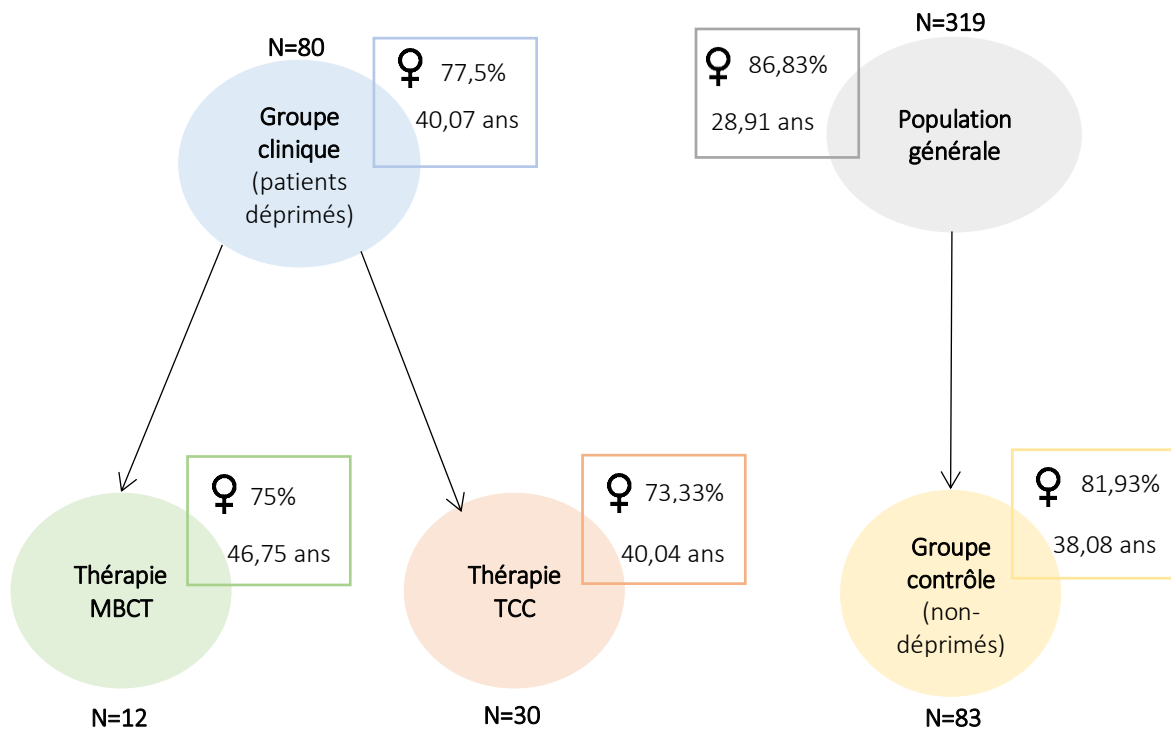 N=80
♀ 77,5%
40,07 ans
Groupe
clinique
(patients
déprimés)
N=319
♀ 86,83%
28,91 ans
Population
générale
♀ 75%
46,75 ans
Thérapie
MBCT
N=12
♀ 73,33%
40,04 ans
Thérapie
TCC
N=30
♀ 81,93%
38,08 ans
Groupe
contrôle
(non-
déprimés)
N=83